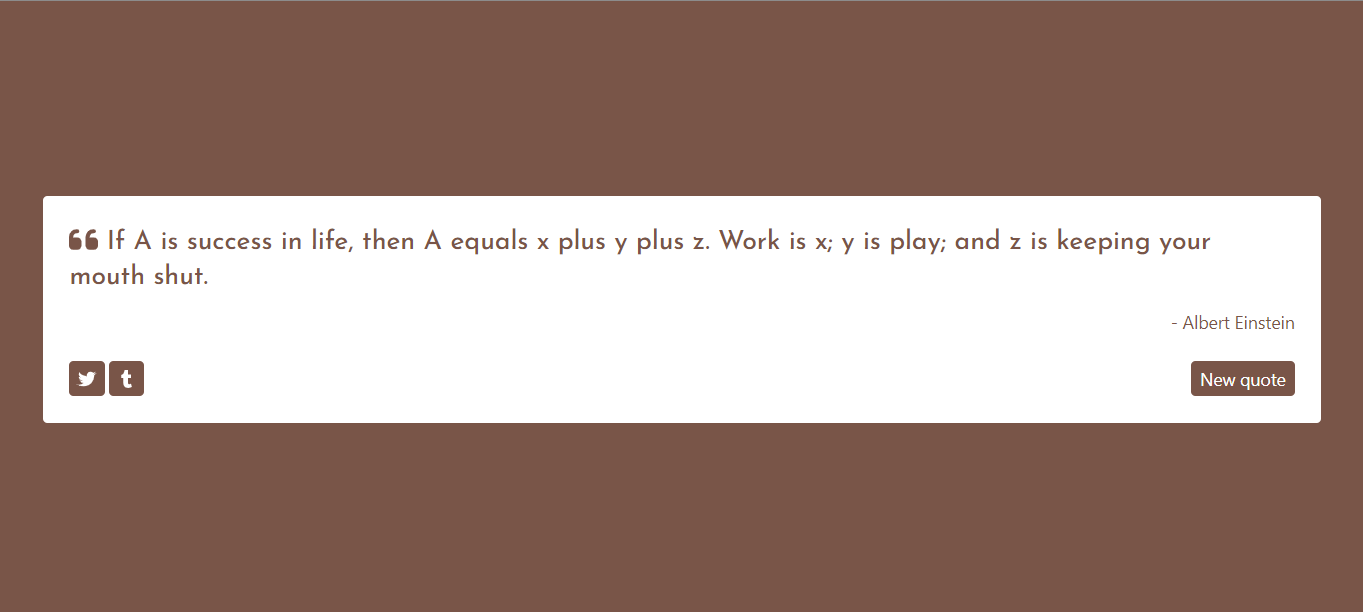 ❝ If A is success in life, then A equals x plus y plus z. Work is x; y is play; and z is keeping your
mouth shut.
- Albert Einstein
New quote